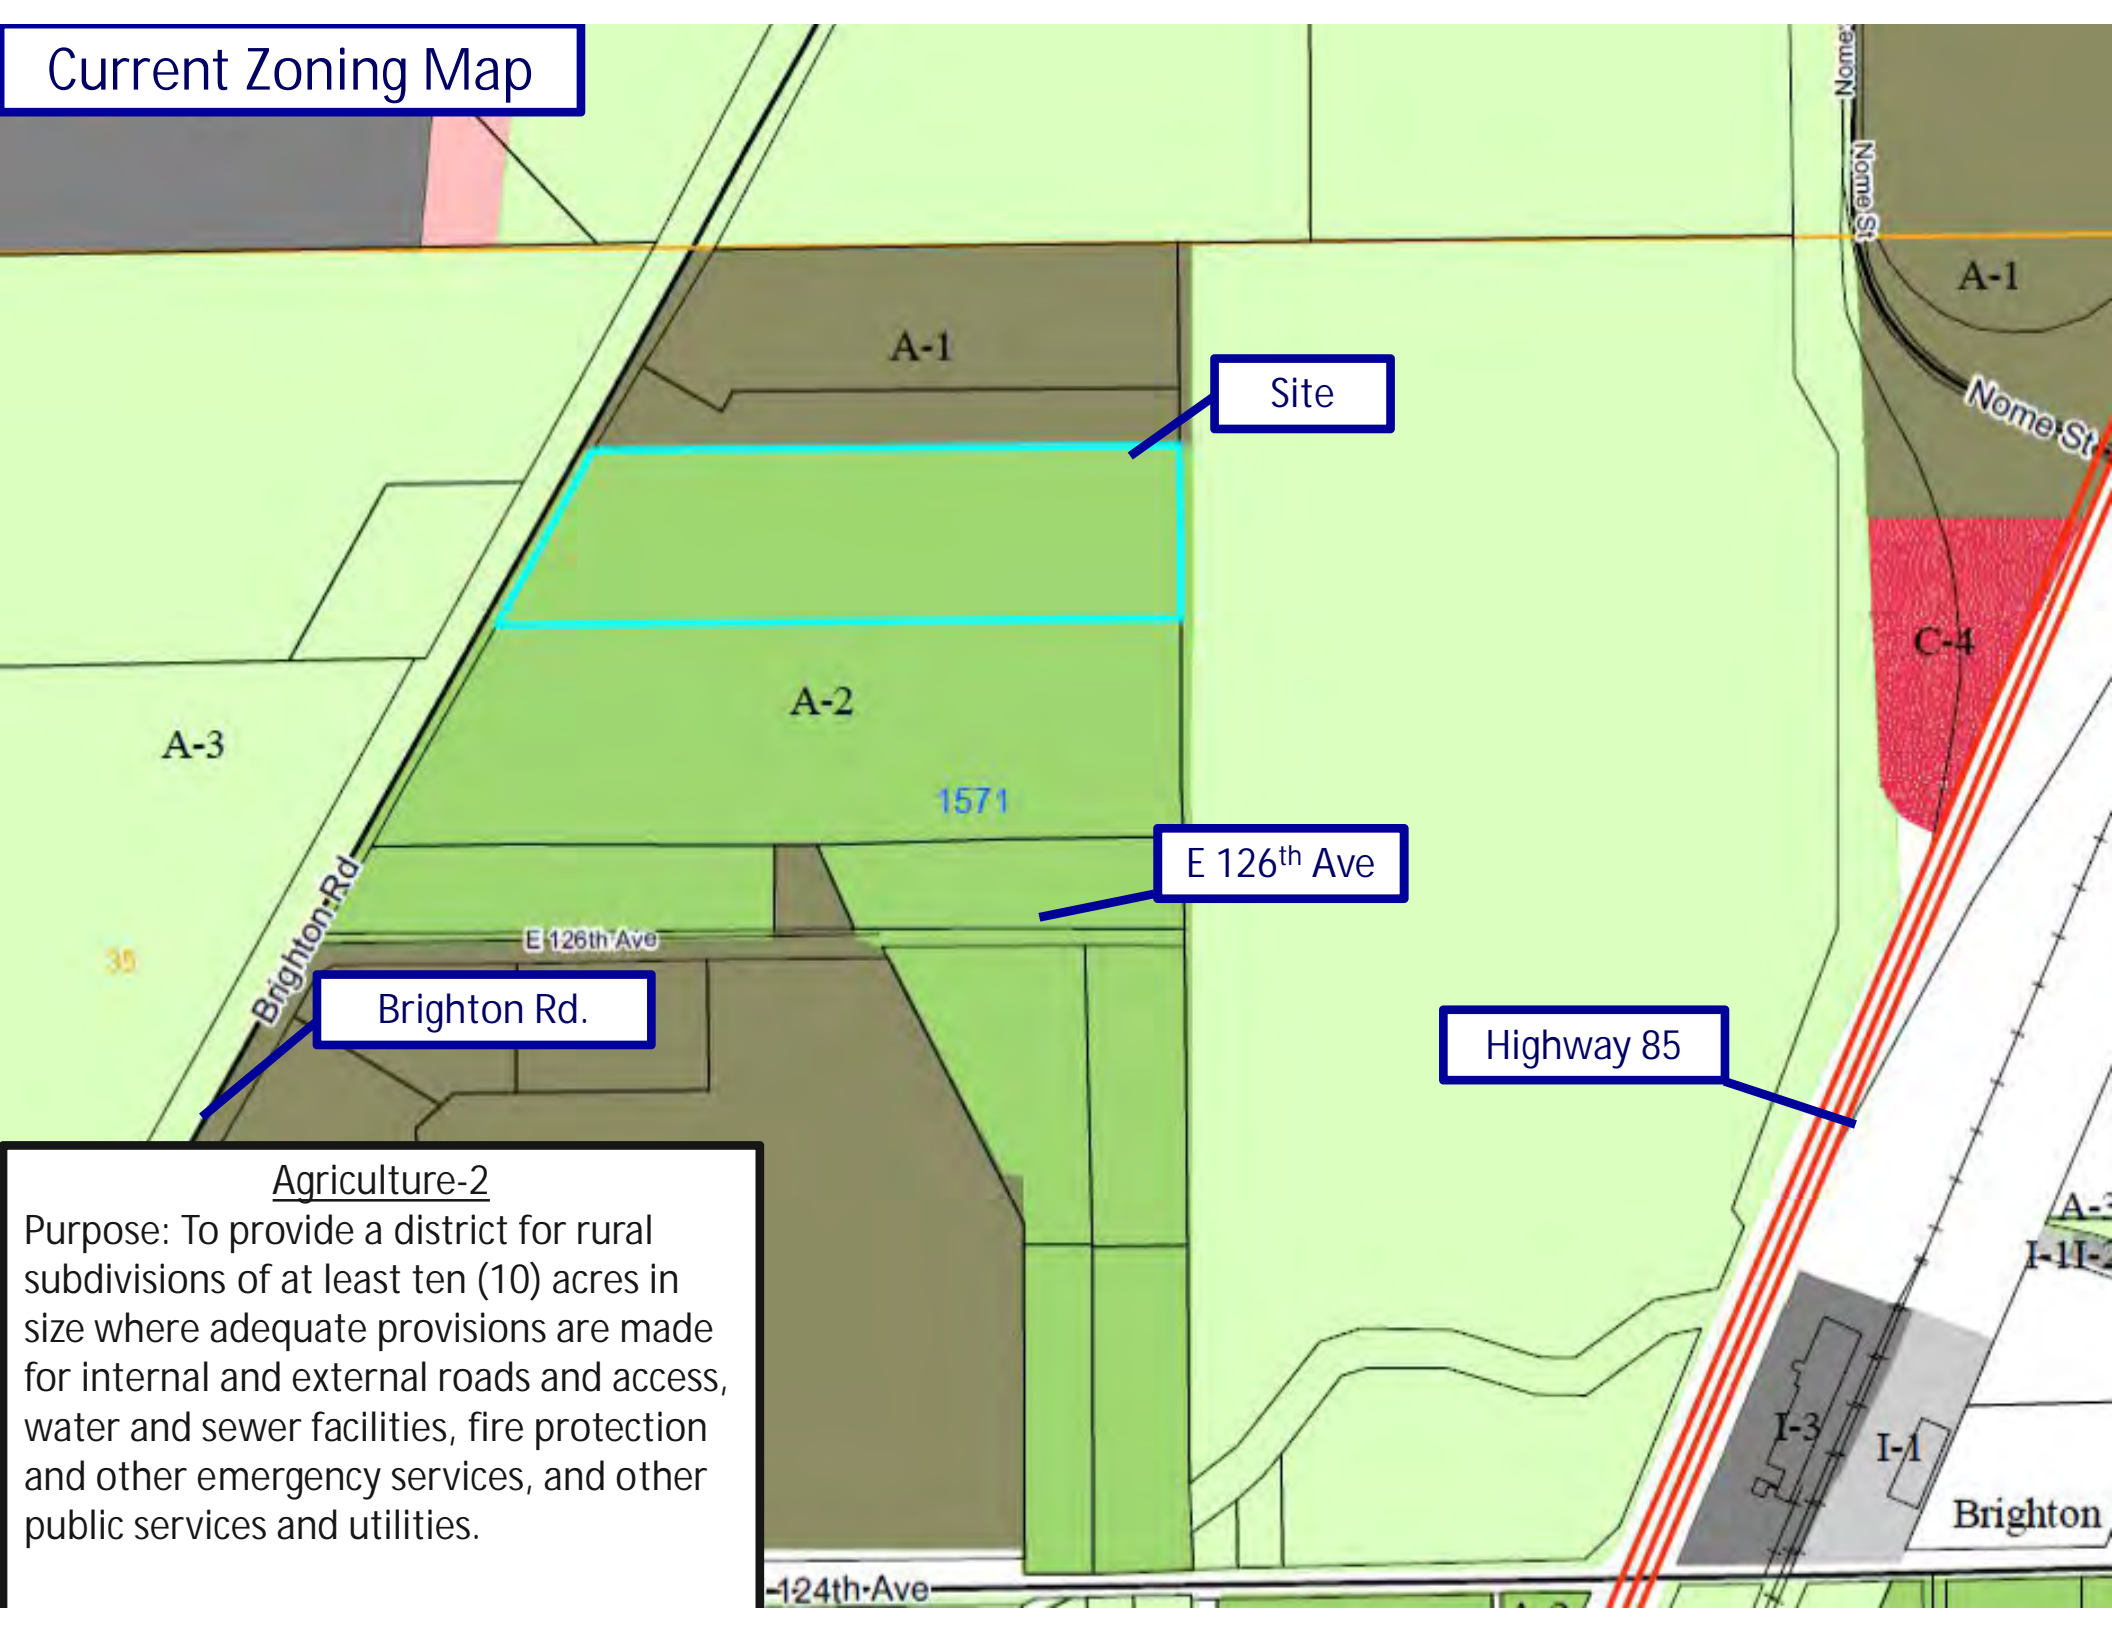 Current Zoning Map
Nome
Nome St
A-1
A-1
Site
Nome St
C-4
A-2
A-3
1571
E 126th Ave
Brighton Rd
E 126th Ave
35
Brighton Rd.
Highway 85
Agriculture-2
Purpose: To provide a district for rural
subdivisions of at least ten (10) acres in
size where adequate provisions are made
for internal and external roads and access,
water and sewer facilities, fire protection
and other emergency services, and other
public services and utilities.
A-3
I-1 I-2
I-3
I-1
Brighton
124th Ave